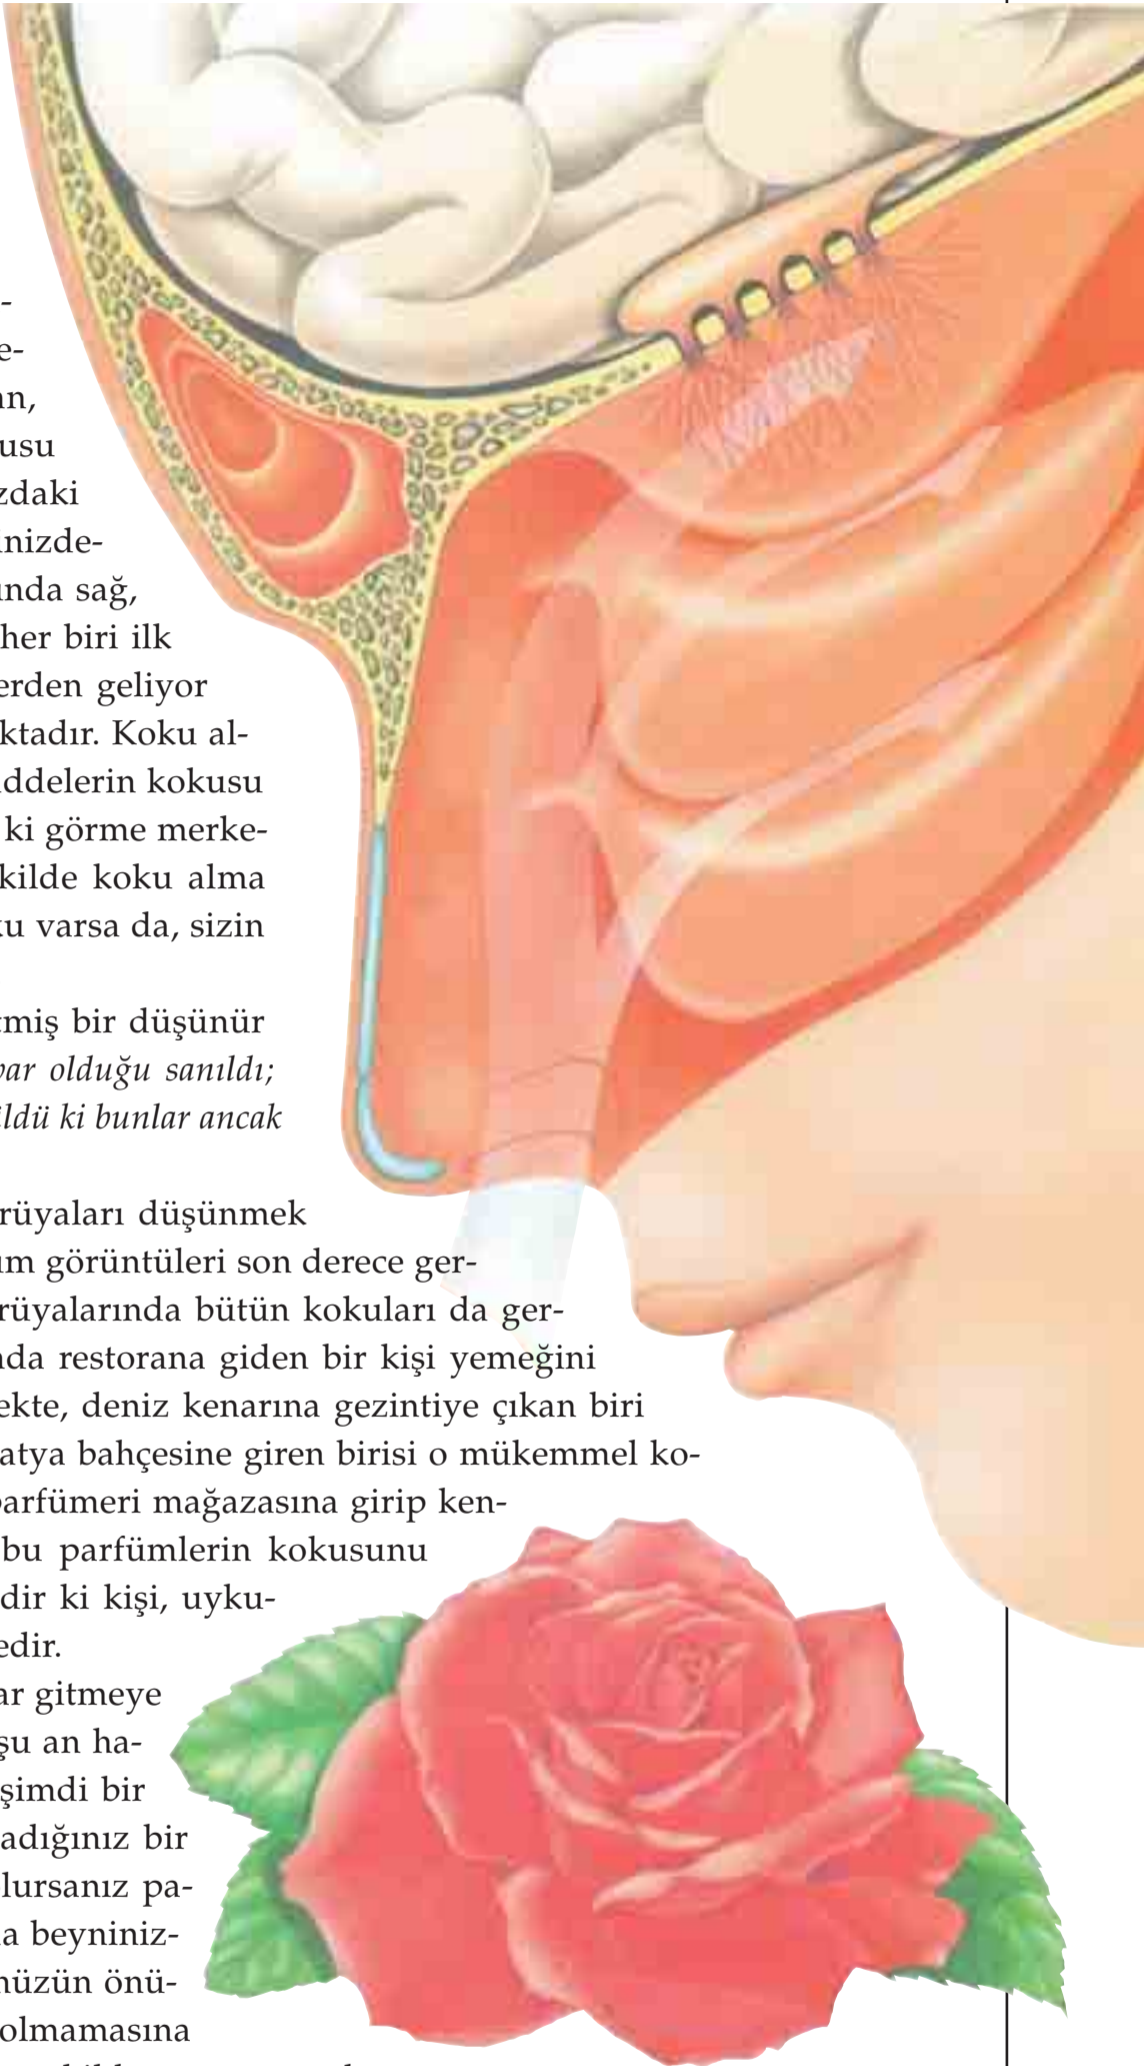 -
e-
n,
usu
zdaki
inizde-
nda sağ,
her biri ilk
erden geliyor
ktadır. Koku al-
ddelerin kokusu
ki görme merke-
kilde koku alma
ku varsa da, sizin
miş bir düşünür
var olduğu sanıldı;
ldü ki bunlar ancak
rüyaları düşünmek
ım görüntüleri son derece ger-
rüyalarında bütün kokuları da ger-
nda restorana giden bir kişi yemeğini
ekte, deniz kenarına gezintiye çıkan biri
atya bahçesine giren birisi o mükemmel ko-
parfümeri mağazasına girip ken-
bu parfümlerin kokusunu
dir ki kişi, uyku-
edir.
ar gitmeye
şu an ha-
şimdi bir
adığınız bir
lursanız pa-
a beyniniz-
nüzün önü-
olmamasına